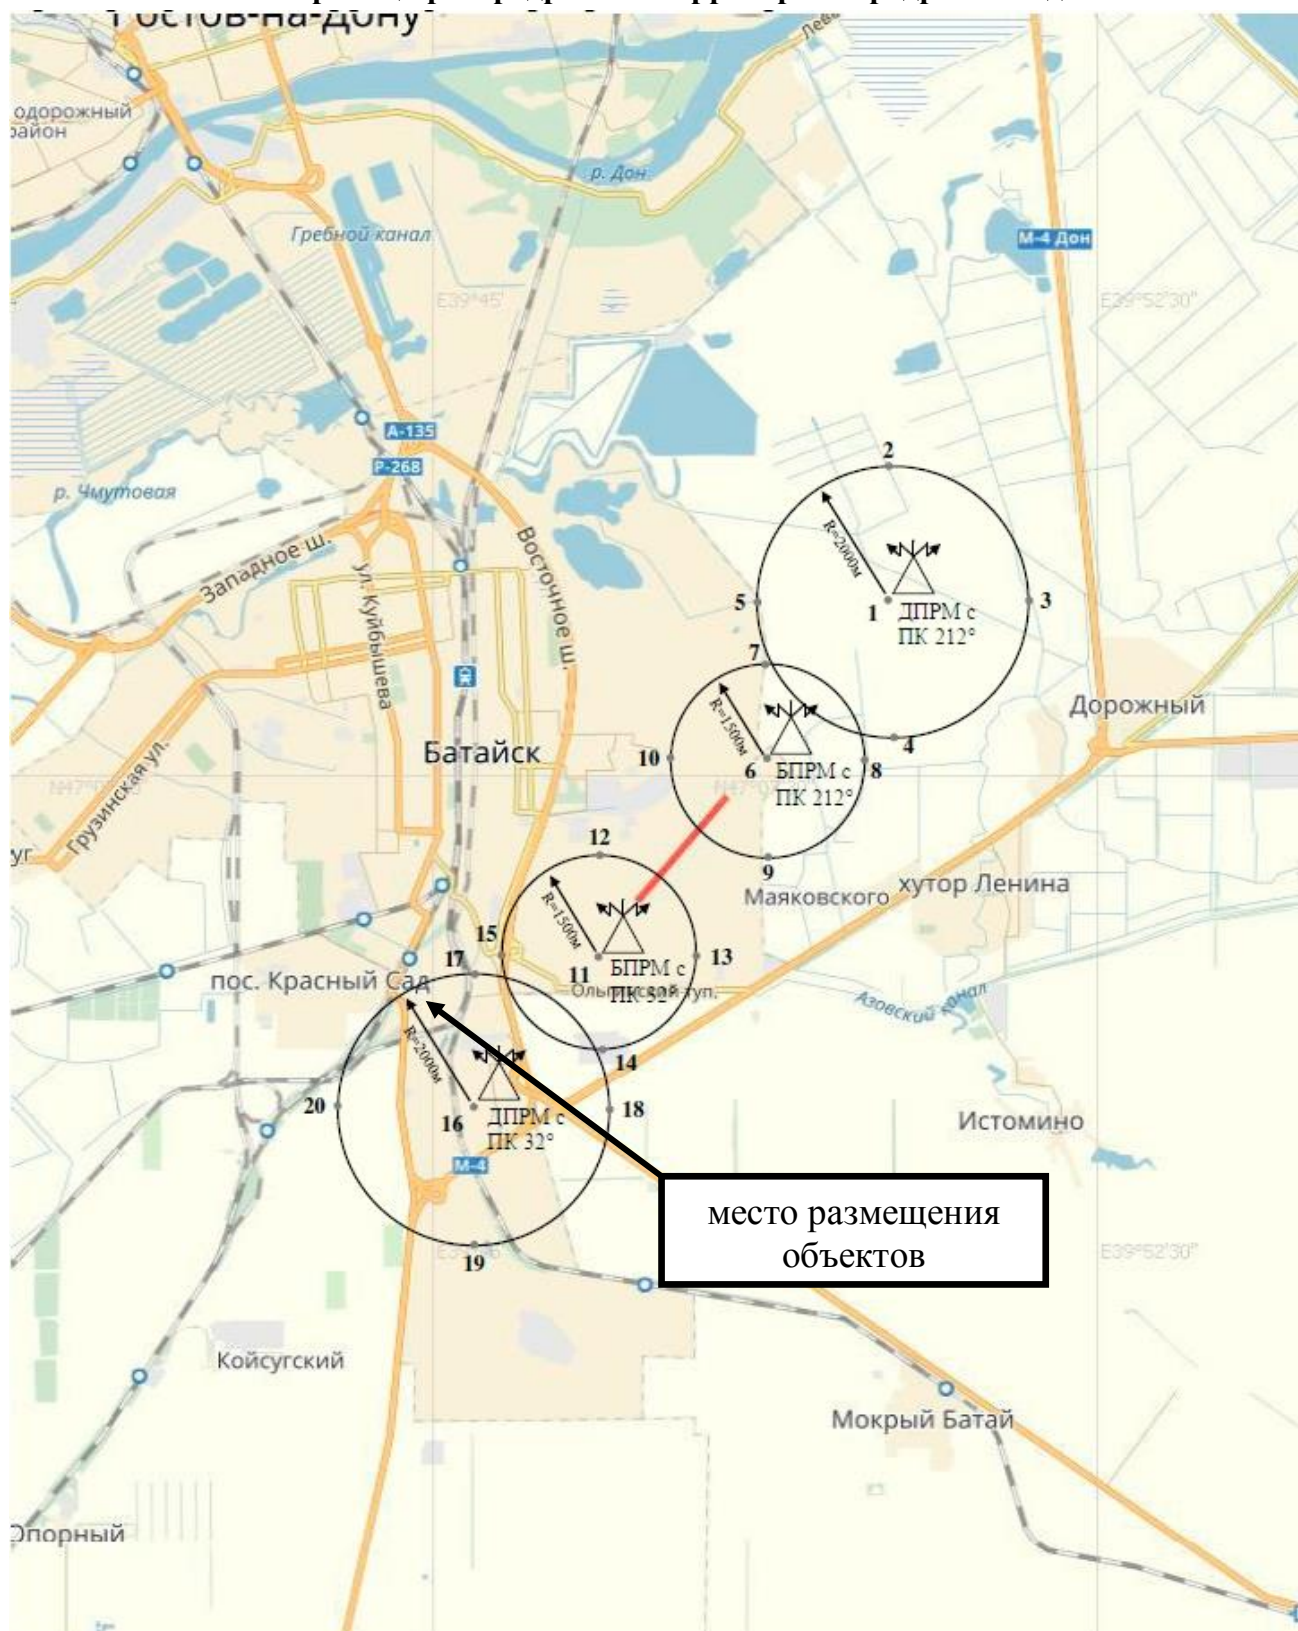 Ростов-на-Дону
одорожный
район
Лево
р. Дон
Гребной канал
М-4 Дон
E39°45'
E39°52'30"
А-135
Р-268
р. Чмутовая
Западное ш.
Восточное ш.
ул. Куйбышева
2
R=2000м
5
1
ДПРМ с
ПК 212°
3
7
R=1500м
4
Дорожный
Батайск
10
6
БПРМ с
ПК 212°
8
Грузинская ул.
12
9
Маяковского
хутор Ленина
R=1500м
15
17
11
БПРМ с
ПК 32°
13
пос. Красный Сад
Ольгинский туп.
Азовский канал
R=2000м
14
20
16
ДПРМ с
ПК 32°
18
Истомино
М-4
место размещения
объектов
19
E39°52'30"
Койсугский
Мокрый Батай
Опорный